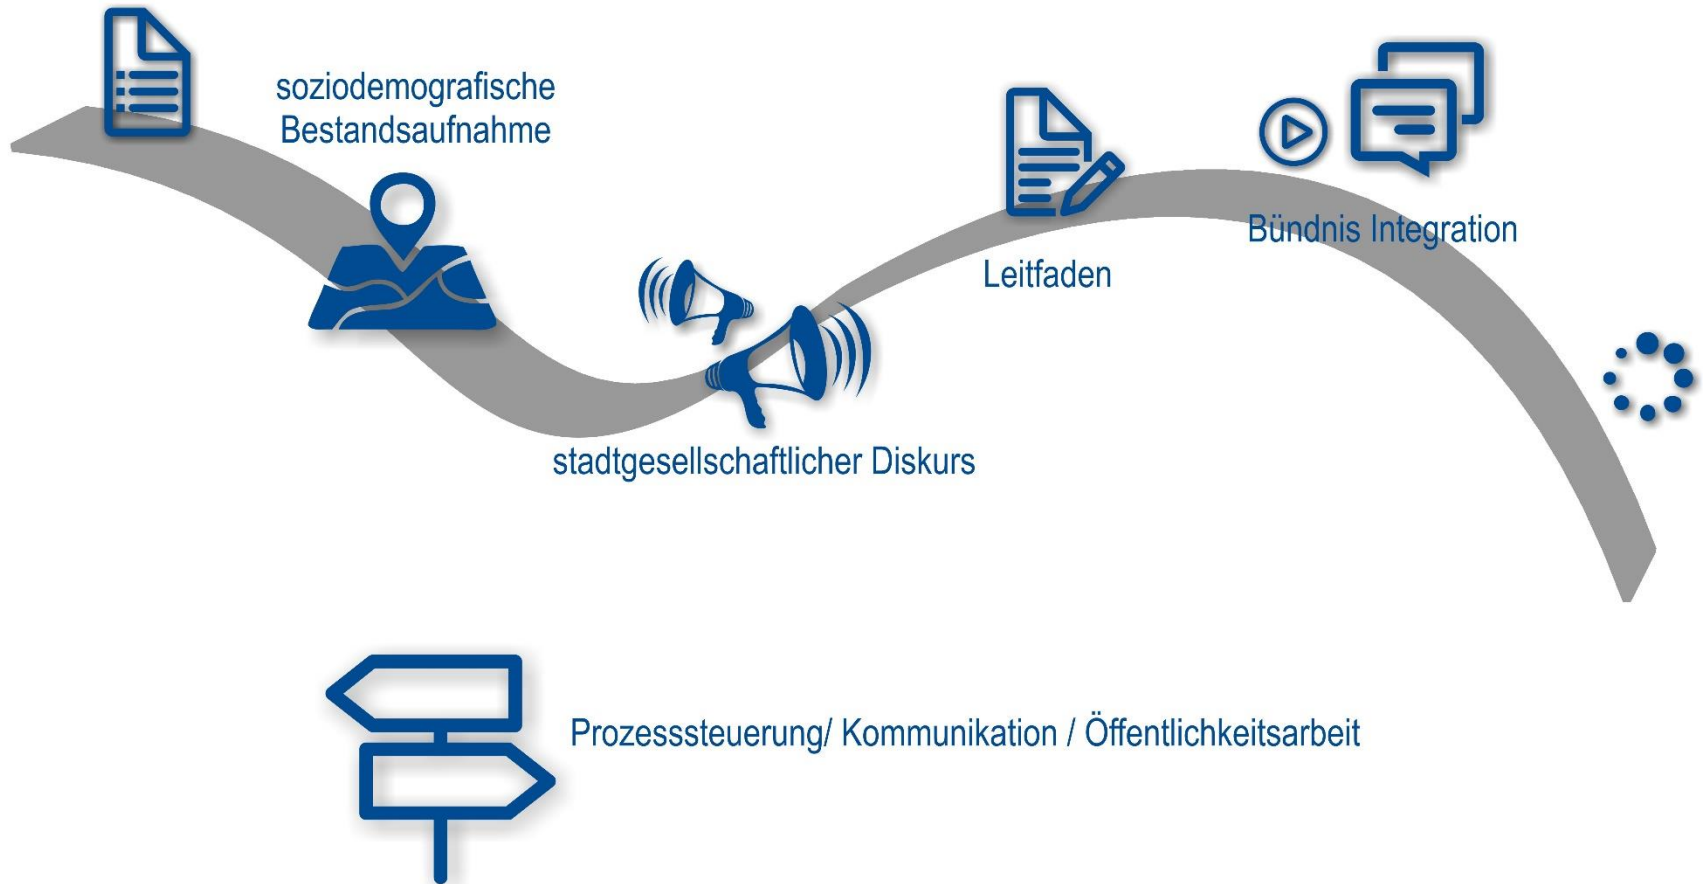 soziodemografische
Bestandsaufnahme
stadtgesellschaftlicher Diskurs
Leitfaden
Bündnis Integration
Prozesssteuerung/ Kommunikation / Öffentlichkeitsarbeit